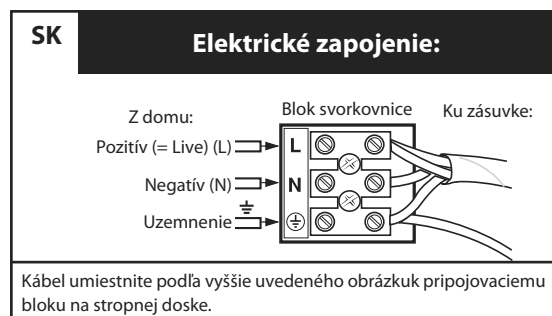 SK
Elektrické zapojenie:
Z domu:
Blok svorkovnice
Ku zásuvke:
Pozitív (= Live) (L)
L
Negatív (N)
N
Uzemnenie
Kábel umiestnite podľa vyššie uvedeného obrázkuk pripojovaciemu
bloku na stropnej doske.